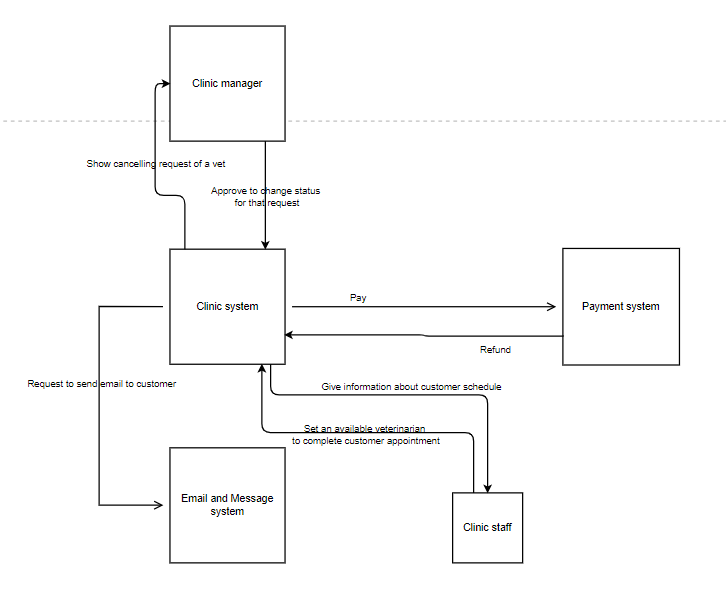 Clinic manager
Show cancelling request of a vet
Approve to change status
for that request
Clinic system
Pay
Payment system
Refund
Request to send email to customer
Give information about customer schedule
Set an available veterinarian
to complete customer appointment
Email and Message
system
Clinic staff